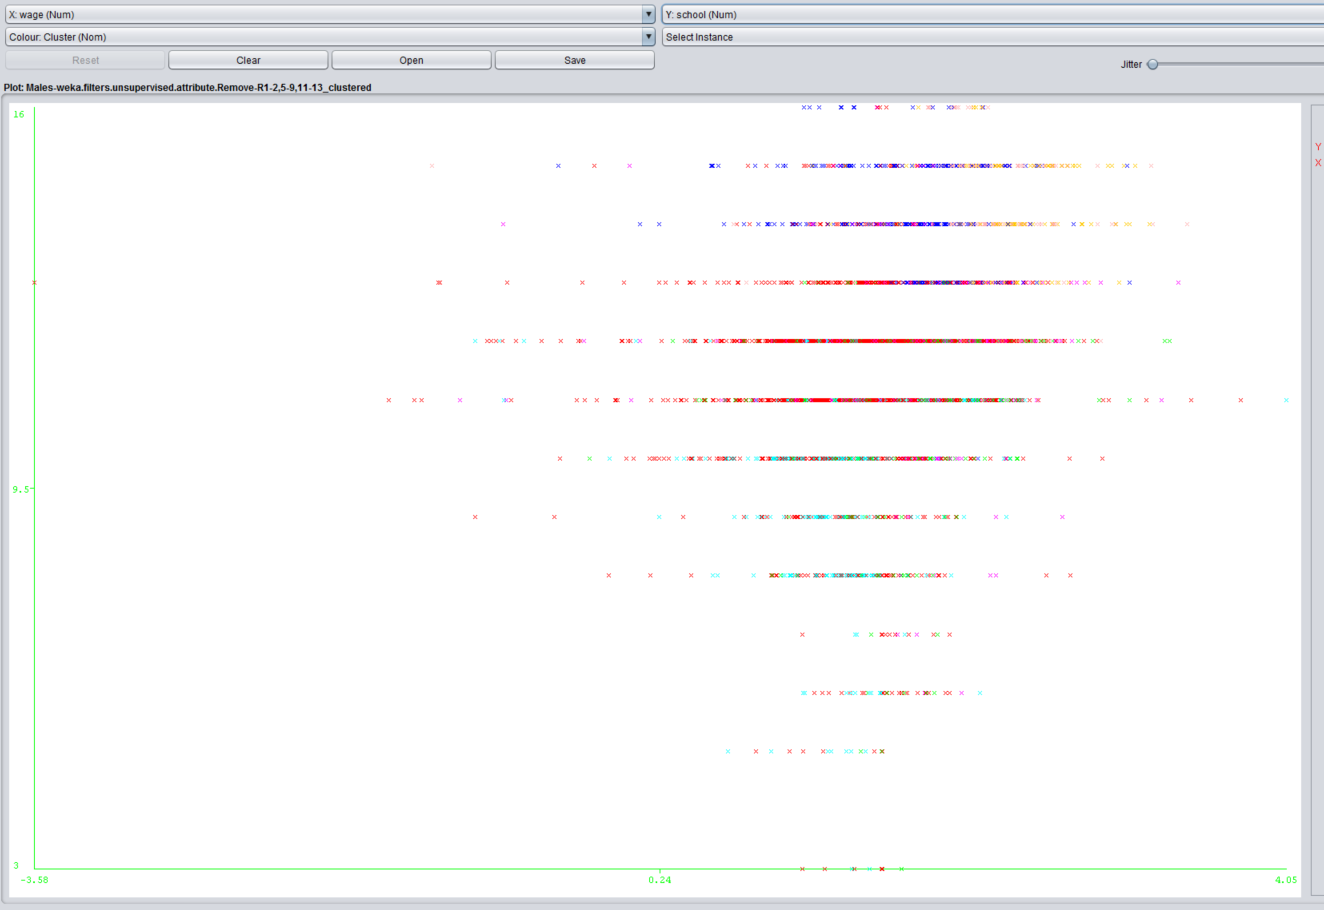 X: wage (Num)
Y: school (Num)
Colour: Cluster (Nom)
Select Instance
Reset
Clear
Open
Save
Jitter
Plot: Males-weka.filters.unsupervised.attribute.Remove-R1-2,5-9,11-13_clustered
16
9.5
3
-3.58
0.24
4.05
Y
X